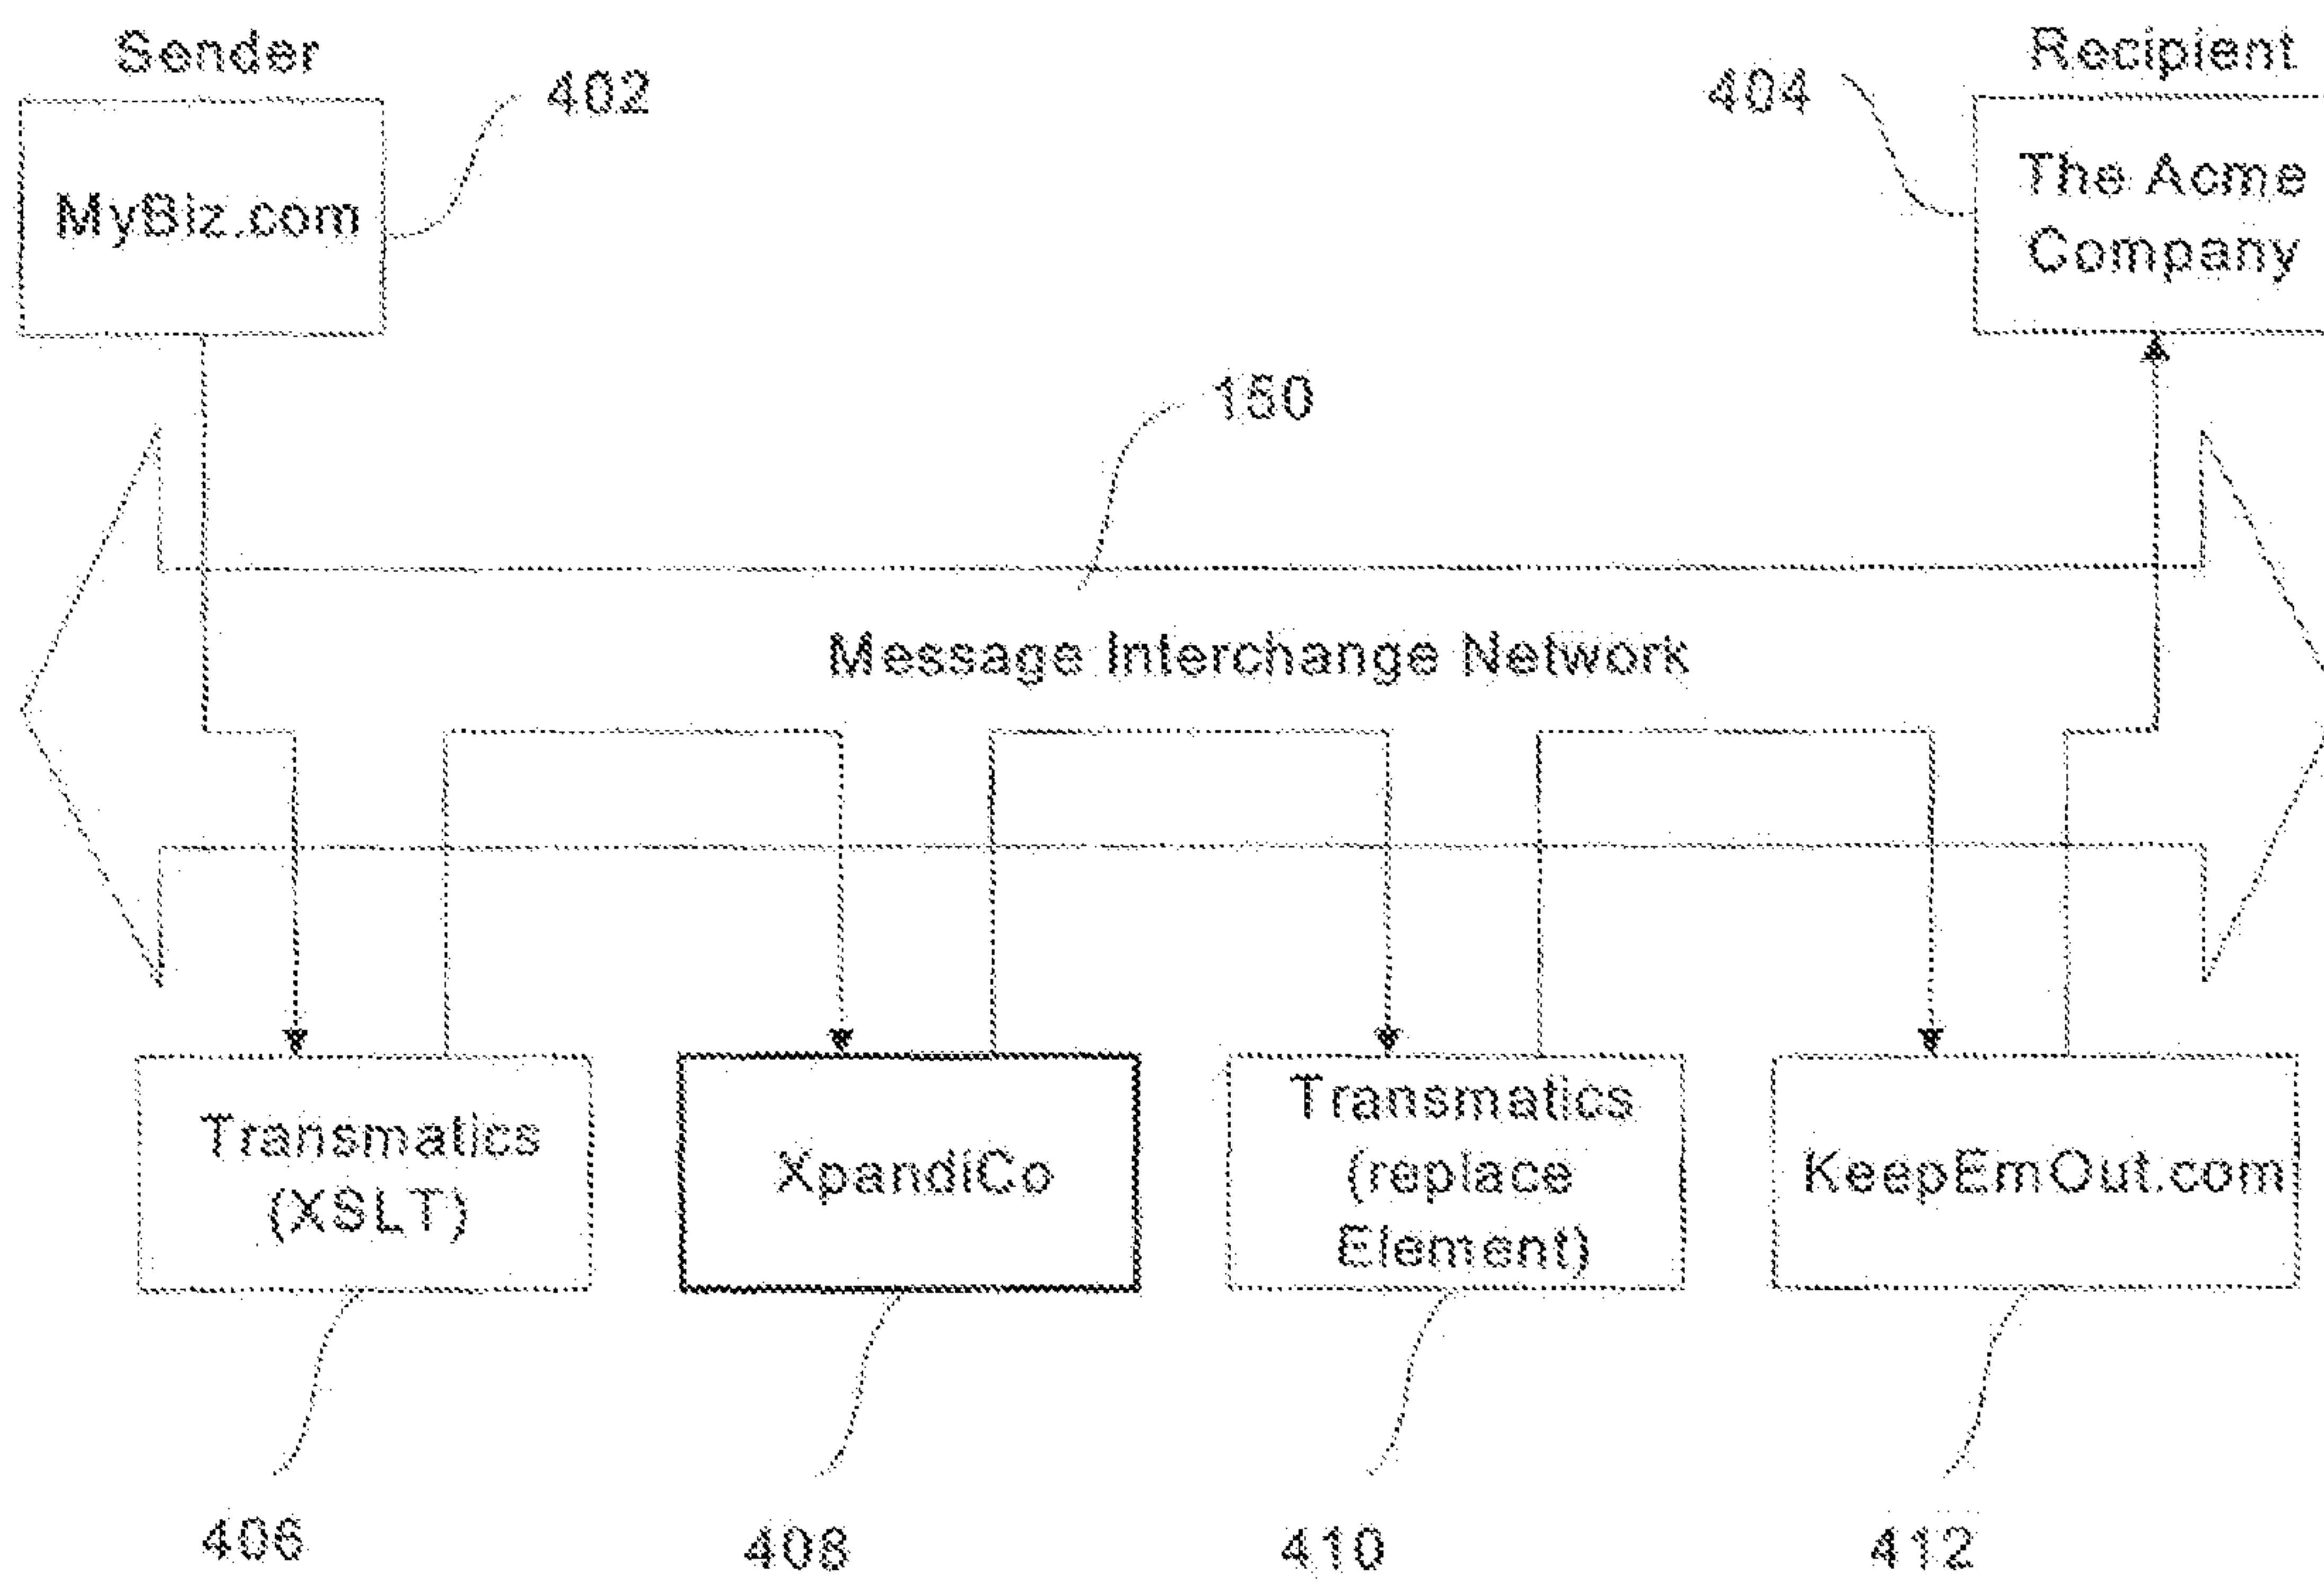 Sender
Recipient
402
404
MyBiz.com
The Acme
Company
150
Message Interchange Network
Transmatics
(XSLT)
XpandiCo
Transmatics
(replace
Element)
KeepEmOut.com
406
408
410
412